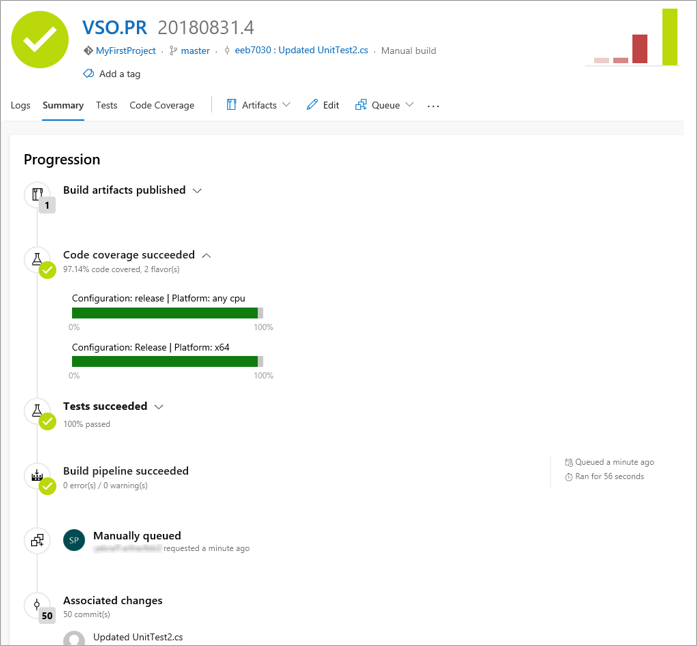 VSO.PR 20180831.4
MyFirstProject · master · eeb7030 : Updated UnitTest2.cs · Manual build
Add a tag
Logs Summary Tests Code Coverage Artifacts Edit Queue ...
Progression
Build artifacts published
1
Code coverage succeeded
97.14% code covered, 2 flavor(s)
Configuration: release | Platform: any cpu
0% 100%
Configuration: Release | Platform: x64
0% 100%
Tests succeeded
100% passed
Build pipeline succeeded
0 error(s) / 0 warning(s)
Queued a minute ago
Ran for 56 seconds
SP
Manually queued
requested a minute ago
Associated changes
50
50 commit(s)
Updated UnitTest2.cs